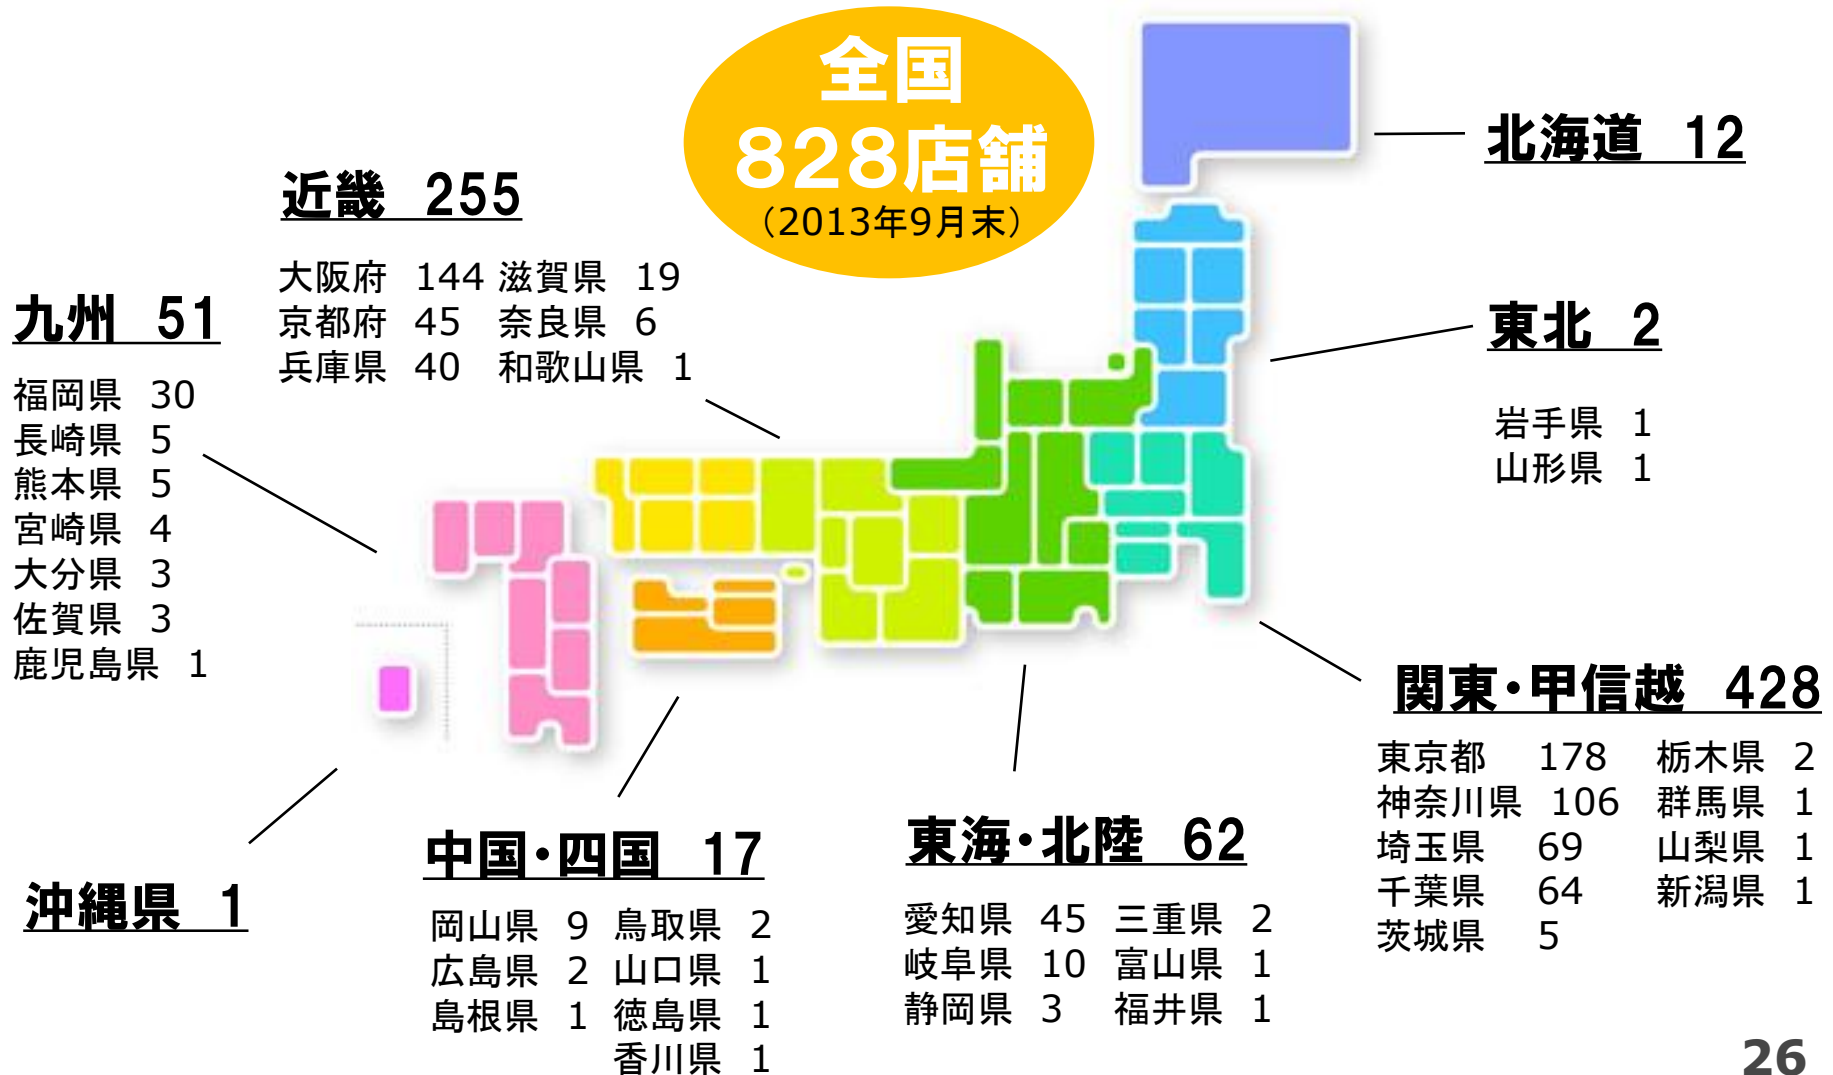 全国
828店舗
(2013年9月末)
北海道 12
東北 2
岩手県 1
山形県 1
近畿 255
大阪府 144 滋賀県 19
京都府 45 奈良県 6
兵庫県 40 和歌山県 1
九州 51
福岡県 30
長崎県 5
熊本県 5
宮崎県 4
大分県 3
佐賀県 3
鹿児島県 1
沖縄県 1
中国・四国 17
岡山県 9 鳥取県 2
広島県 2 山口県 1
島根県 1 徳島県 1
香川県 1
東海・北陸 62
愛知県 45 三重県 2
岐阜県 10 富山県 1
静岡県 3 福井県 1
関東・甲信越 428
東京都 178 栃木県 2
神奈川県 106 群馬県 1
埼玉県 69 山梨県 1
千葉県 64 新潟県 1
茨城県 5
26